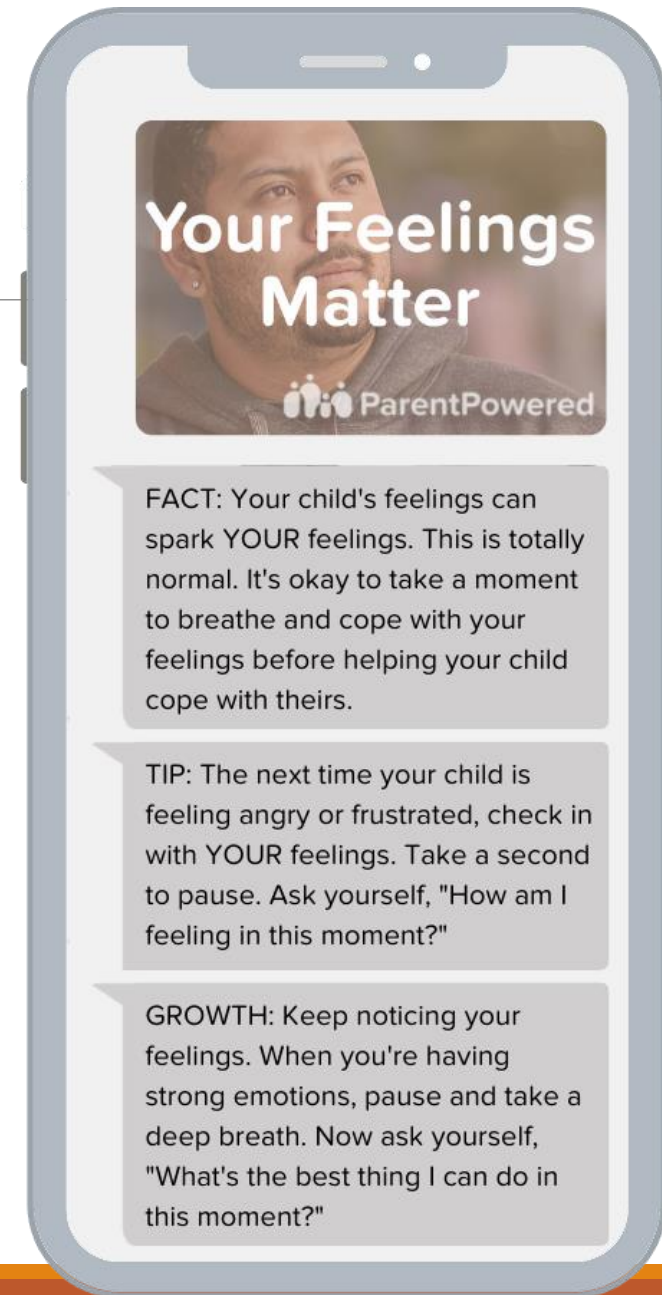 Your Feelings
Matter
ParentPowered
FACT: Your child's feelings can
spark YOUR feelings. This is totally
normal. It's okay to take a moment
to breathe and cope with your
feelings before helping your child
cope with theirs.
TIP: The next time your child is
feeling angry or frustrated, check in
with YOUR feelings. Take a second
to pause. Ask yourself, "How am I
feeling in this moment?"
GROWTH: Keep noticing your
feelings. When you're having
strong emotions, pause and take a
deep breath. Now ask yourself,
"What's the best thing I can do in
this moment?"